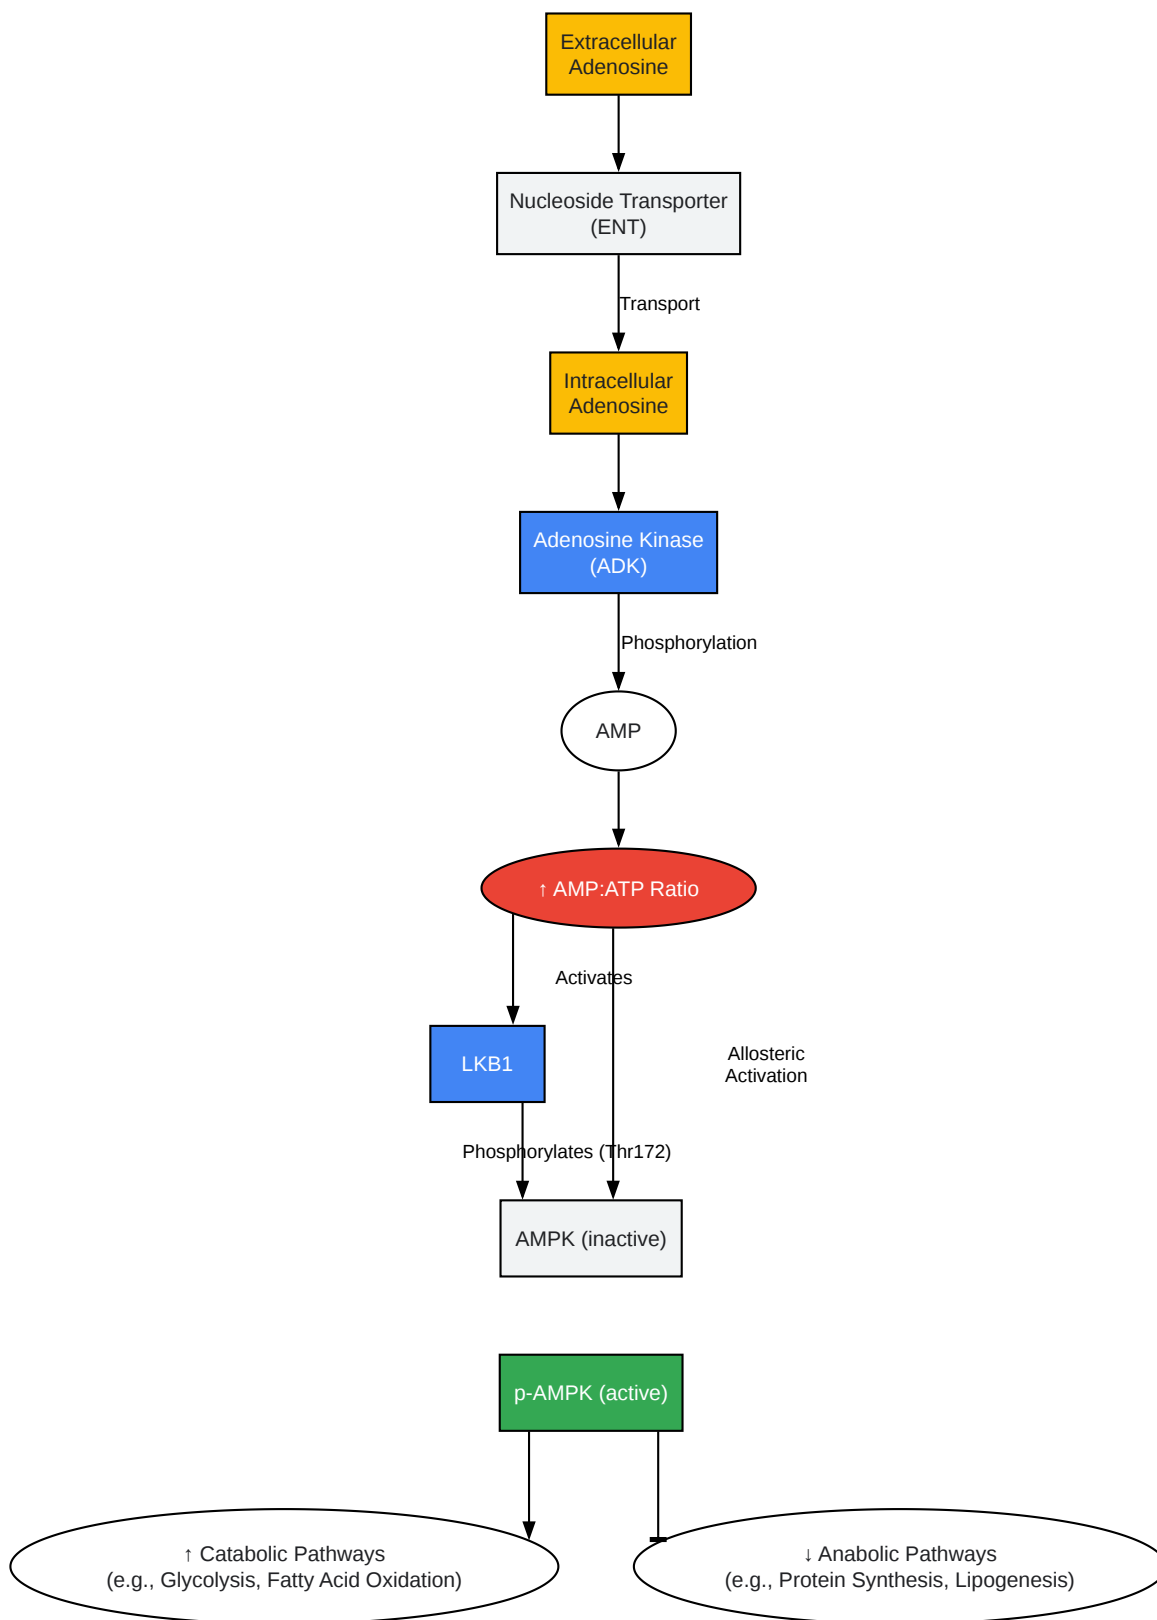 Extracellular
Adenosine
Nucleoside Transporter
(ENT)
Transport
Intracellular
Adenosine
Adenosine Kinase
(ADK)
Phosphorylation
AMP
↑ AMP:ATP Ratio
Activates
LKB1
Allosteric
Activation
Phosphorylates (Thr172)
AMPK (inactive)
p-AMPK (active)
↑ Catabolic Pathways
(e.g., Glycolysis, Fatty Acid Oxidation)
↓ Anabolic Pathways
(e.g., Protein Synthesis, Lipogenesis)